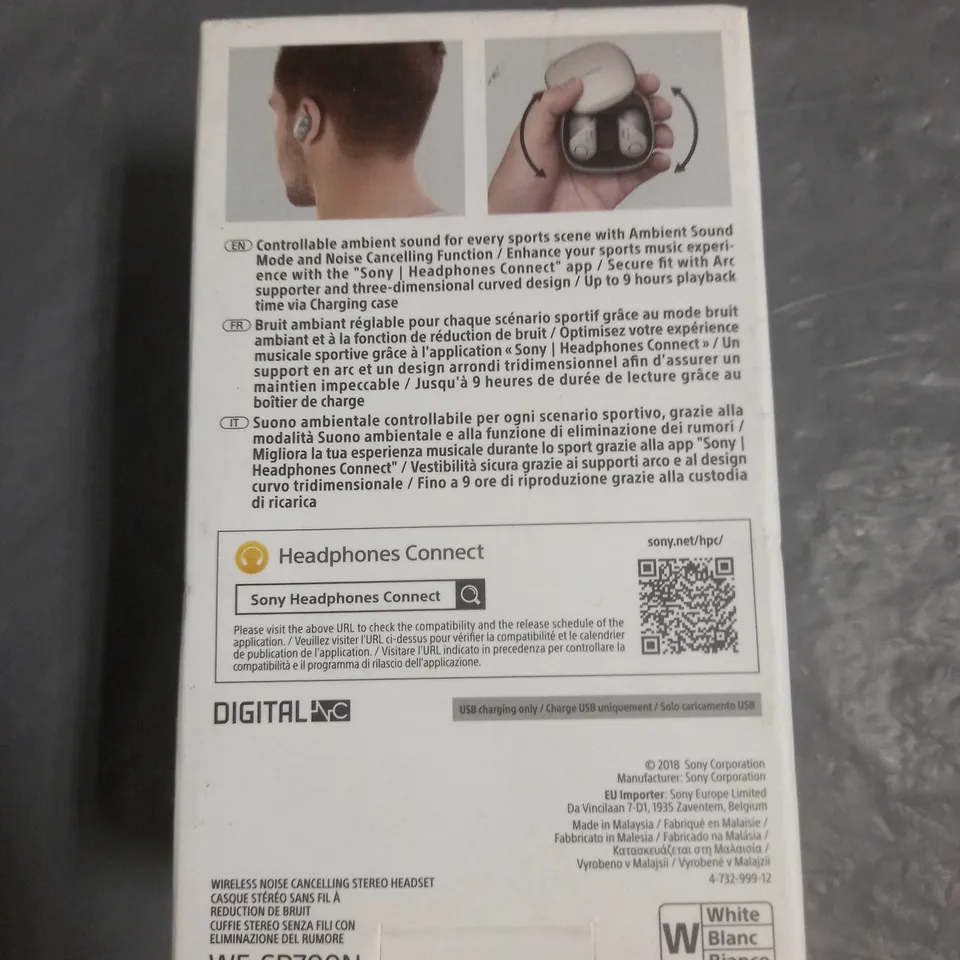 EN Controllable ambient sound for every sports scene with Ambient Sound
Mode and Noise Cancelling Function / Enhance your sports music experi-
ence with the "Sony | Headphones Connect" app / Secure fit with Arc
supporter and three-dimensional curved design / Up to 9 hours playback
time via Charging case
FR Bruit ambiant réglable pour chaque scénario sportif grâce au mode bruit
ambiant et à la fonction de réduction de bruit / Optimisez votre expérience
musicale sportive grâce à l'application « Sony | Headphones Connect » / Un
support en arc et un design arrondi tridimensionnel afin d'assurer un
maintien impeccable / Jusqu'à 9 heures de durée de lecture grâce au
boîtier de charge
IT Suono ambientale controllabile per ogni scenario sportivo, grazie alla
modalità Suono ambientale e alla funzione di eliminazione dei rumori /
Migliora la tua esperienza musicale durante lo sport grazie alla app "Sony |
Headphones Connect" / Vestibilità sicura grazie ai supporti arco e al design
curvo tridimensionale / Fino a 9 ore di riproduzione grazie alla custodia
di ricarica
Headphones Connect
sony.net/hpc/
Sony Headphones Connect
Please visit the above URL to check the compatibility and the release schedule of the
application. / Veuillez visiter l'URL ci-dessus pour vérifier la compatibilité et le calendrier
de publication de l'application. / Visitare l'URL indicato in precedenza per controllare la
compatibilità e il programma di rilascio dell'applicazione.
DIGITAL NC
USB charging only / Charge USB uniquement / Solo caricamento USB
© 2018 Sony Corporation
Manufacturer: Sony Corporation
EU Importer: Sony Europe Limited
Da Vincilaan 7-D1, 1935 Zaventem, Belgium
Made in Malaysia / Fabriqué en Malaisie /
Fabbricato in Malesia / Fabricado na Malásia /
Κατασκευάζεται στη Μαλαισία /
Vyrobeno v Malajsii / Vyrobené v Malajzii
4-732-999-12
WIRELESS NOISE CANCELLING STEREO HEADSET
CASQUE STÉRÉO SANS FIL À
RÉDUCTION DE BRUIT
CUFFIE STEREO SENZA FILI CON
ELIMINAZIONE DEL RUMORE
WF-SP700N
W White
Blanc
Bianco